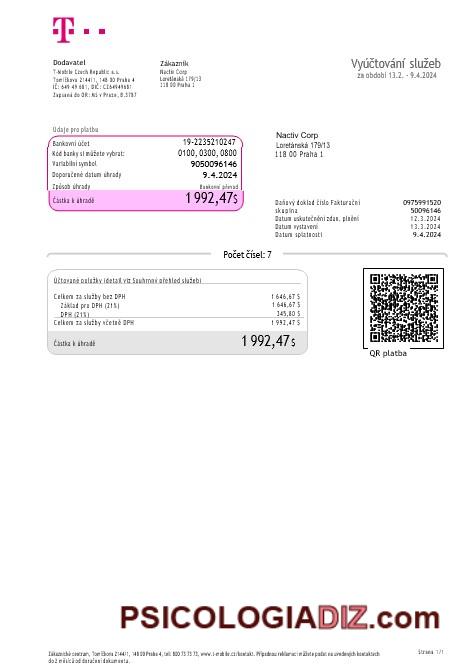 T
Dodavatel
T-Mobile Czech Republic a.s.
Tomíčkova 2144/1, 148 00 Praha 4
IČ: 649 49 681, DIČ: CZ64949681
Zapsaná do OR: MS v Praze, B.3787
Zákazník
Nactiv Corp
Loretánská 179/13
118 00 Praha 1
Vyúčtování služeb
za období 13.2. - 9.4.2024
Údaje pro platbu
Bankovní účet 19-2235210247
Kód banky si můžete vybrat: 0100, 0300, 0800
Variabilní symbol 9050096146
Doporučené datum úhrady 9.4.2024
Způsob úhrady Bankovní převod
Částka k úhradě 1 992,47$
Nactiv Corp
Loretánská 179/13
118 00 Praha 1
Daňový doklad číslo Fakturační 0975991520
skupina 50096146
Datum uskutečnění zdan. plnění 12.3.2024
Datum vystavení 13.3.2024
Datum splatnosti 9.4.2024
Počet čísel: 7
Účtované položky (detail viz Souhrnný přehled služeb)
Celkem za služby bez DPH 1 646,67 $
Základ pro DPH (21%) 1 646,67 $
DPH (21%) 345,80 $
Celkem za služby včetně DPH 1 992,47 $
Částka k úhradě 1 992,47$
QR platba
PSICOLOGIADIZ.com
Zákaznické centrum, Tomíčkova 2144/1, 148 00 Praha 4, tel: 800 73 73 73, www.t-mobile.cz/kontakt. Případnou reklamaci můžete podat na uvedených kontaktech
do 2 měsíců od doručení dokumentu.
Strana 1/1